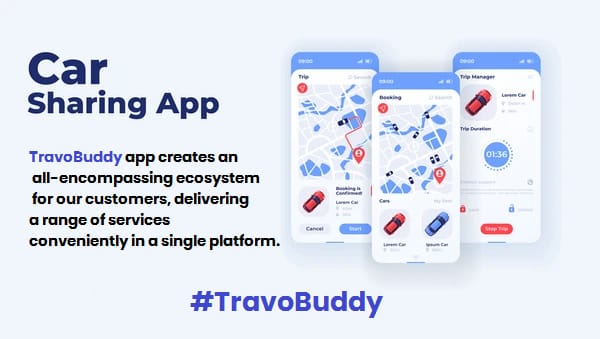 Car
Sharing App
TravoBuddy app creates an
all-encompassing ecosystem
for our customers, delivering
a range of services
conveniently in a single platform.
#TravoBuddy
09:00
Trip
Search
Booking is
Confirmed!
Lorem Car
Cancel
Start
09:00
Booking
Search
Cars
Lorem Car
Ipsum Car
09:00
Trip Manager
Lorem Car
Trip Duration
01:36
Stop Trip